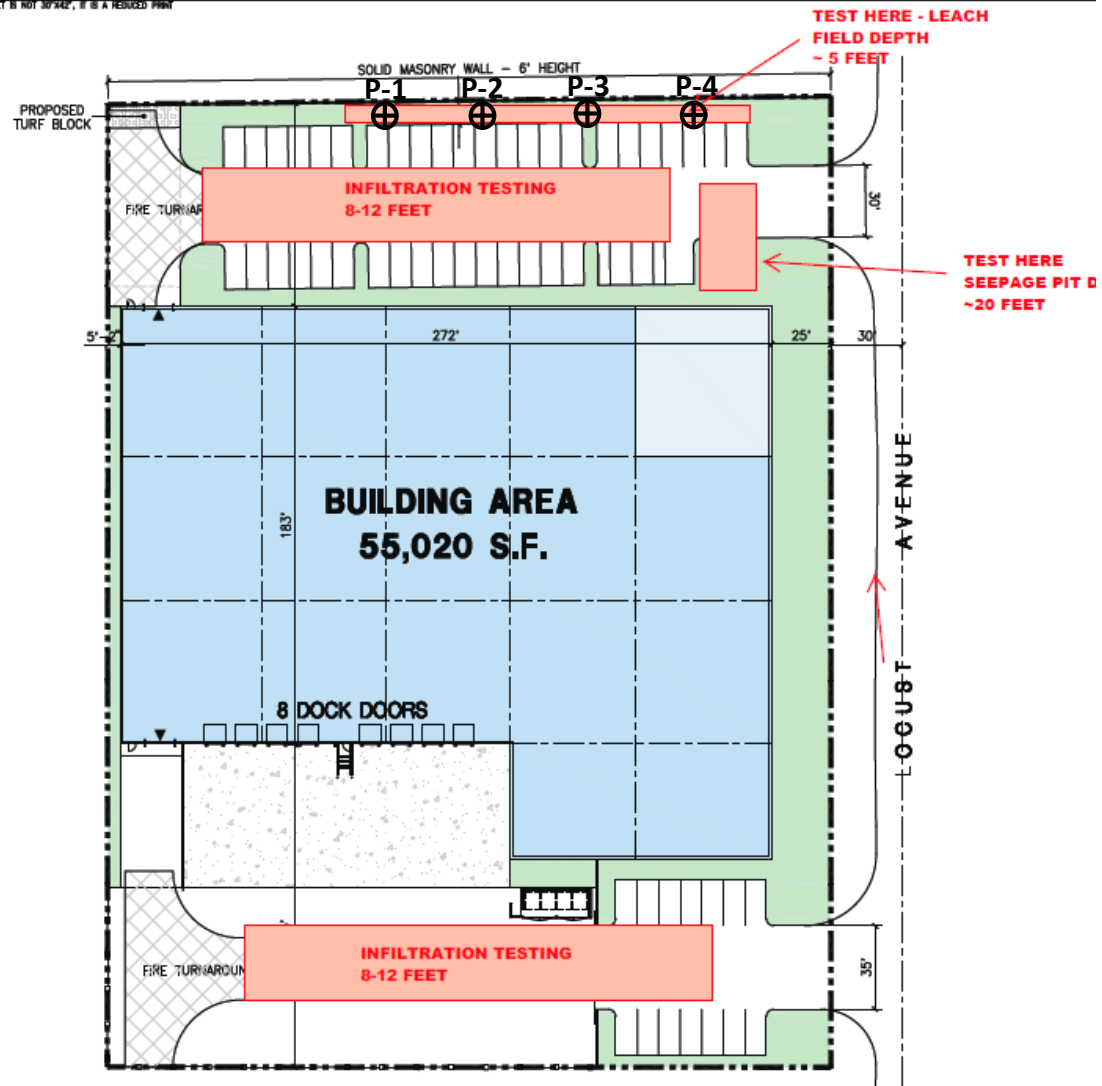 ET IS NOT 30"X42", IT IS A REDUCED PRINT
TEST HERE - LEACH
FIELD DEPTH
~ 5 FEET
SOLID MASONRY WALL - 6' HEIGHT
P-1
P-2
P-3
P-4
PROPOSED
TURF BLOCK
INFILTRATION TESTING
8-12 FEET
FIRE TURNAR
30'
TEST HERE
SEEPAGE PIT D
~20 FEET
5'-2"
272'
25'
30'
BUILDING AREA
55,020 S.F.
183'
LOCUST AVENUE
8 DOCK DOORS
INFILTRATION TESTING
8-12 FEET
FIRE TURNAROUN
35'